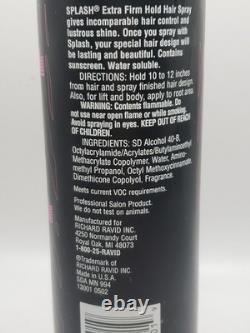 SPLASH® Extra Firm Hold Hair Spray
gives incomparable hair control and
lustrous shine. Once you spray with
Splash, your special hair design will
be lasting and beautiful. Contains
sunscreen. Water soluble.
DIRECTIONS: Hold 10 to 12 inches
from hair and spray finished hair design.
Also, for lift and body, apply to root area
WARNING: Contents flammable. Do
not use near open flame or while smoking.
Avoid spraying in eyes. KEEP OUT OF REACH
OF CHILDREN.
INGREDIENTS: SD Alcohol 40-B,
Octylacrylamide/Acrylates/Butylaminoethyl
Methacrylate Copolymer, Water, Amino-
methyl Propanol, Octyl Methoxycinnamate,
Dimethicone Copolyol, Fragrance.
Meets current VOC requirements.
Professional Salon Product.
We do not test on animals.
Manufactured by
RICHARD RAVID INC.
4250 Normandy Court
Royal Oak, MI 48073
1-800-25-RAVID
®Trademark of
RICHARD RAVID INC.
Made in U.S.A.
SGA MN 994
13001 0502